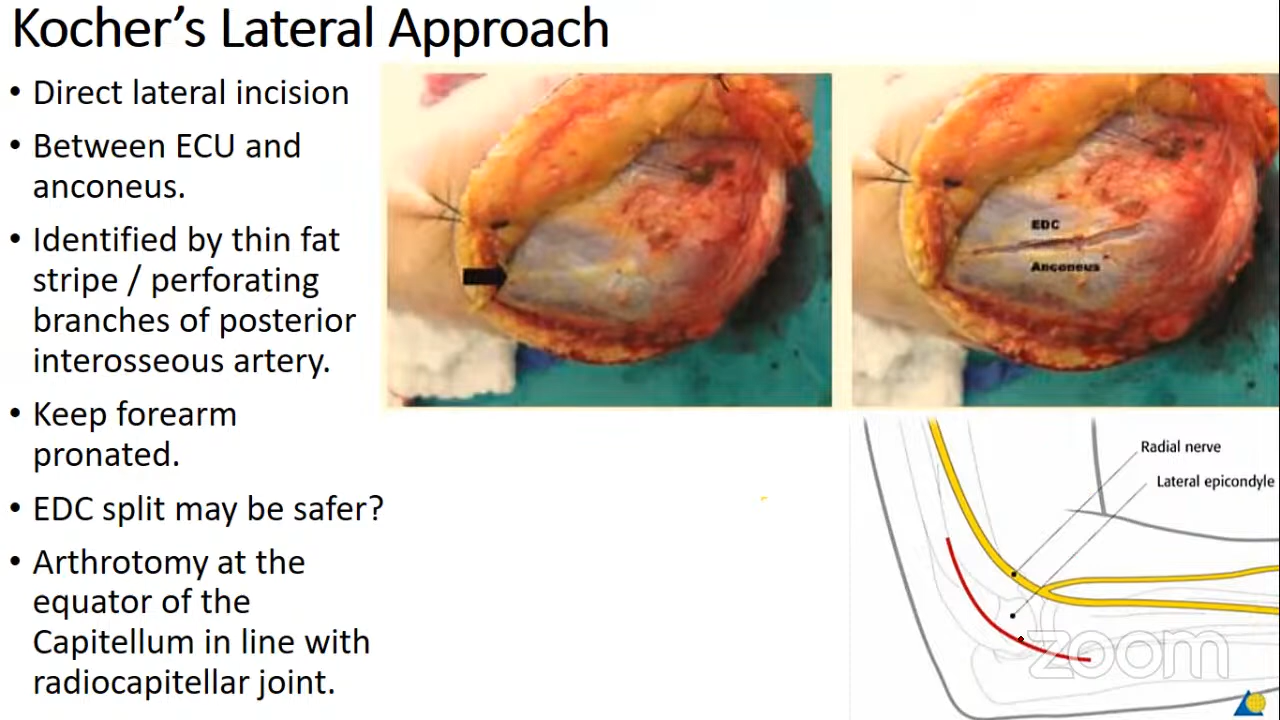 Kocher's Lateral Approach
• Direct lateral incision
• Between ECU and
anconeus.
• Identified by thin fat
stripe / perforating
branches of posterior
interosseous artery.
• Keep forearm
pronated.
• EDC split may be safer?
• Arthrotomy at the
equator of the
Capitellum in line with
radiocapitellar joint.
EDC
Anconeus
Radial nerve
Lateral epicondyle
zoom